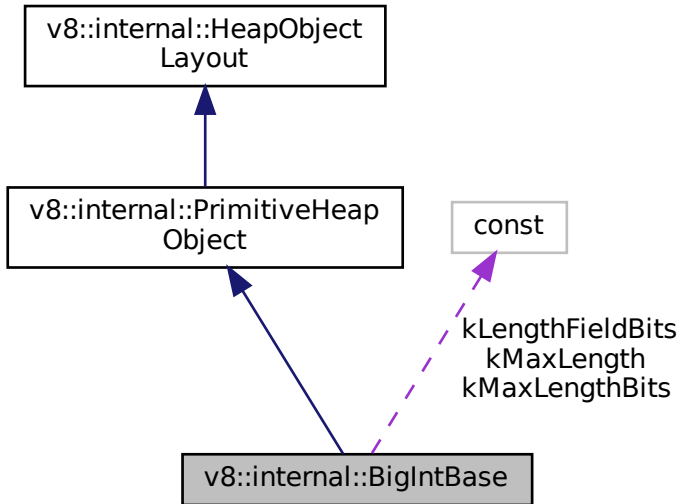 v8::internal::HeapObject
Layout
v8::internal::PrimitiveHeap
Object
const
kLengthFieldBits
kMaxLength
kMaxLengthBits
v8::internal::BigIntBase